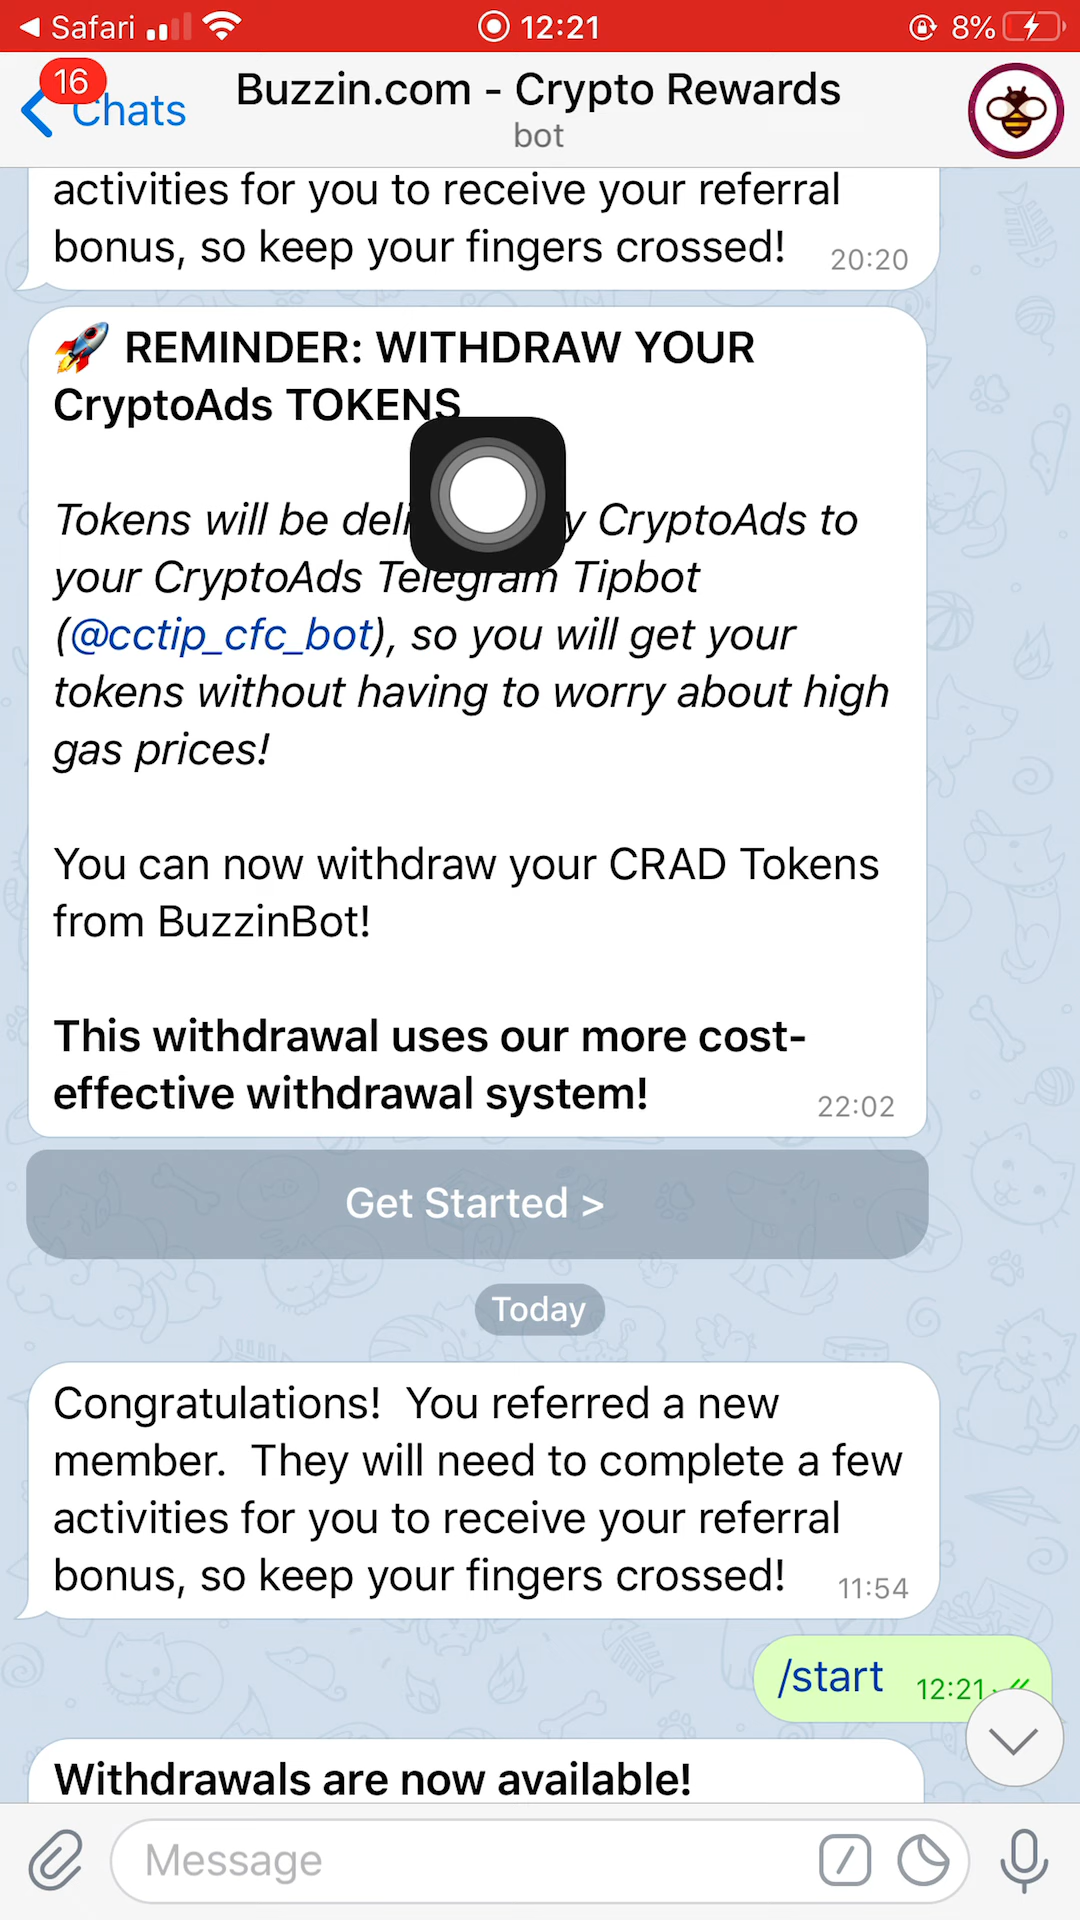 Safari 12:21 8%
16
Chats
Buzzin.com - Crypto Rewards
bot
activities for you to receive your referral
bonus, so keep your fingers crossed! 20:20
🚀 REMINDER: WITHDRAW YOUR
CryptoAds TOKENS
Tokens will be deli y CryptoAds to
your CryptoAds Telegram Tipbot
(@cctip_cfc_bot), so you will get your
tokens without having to worry about high
gas prices!
You can now withdraw your CRAD Tokens
from BuzzinBot!
This withdrawal uses our more cost-
effective withdrawal system!
22:02
Get Started >
Today
Congratulations!  You referred a new
member.  They will need to complete a few
activities for you to receive your referral
bonus, so keep your fingers crossed! 11:54
/start 12:21
Withdrawals are now available!
Message